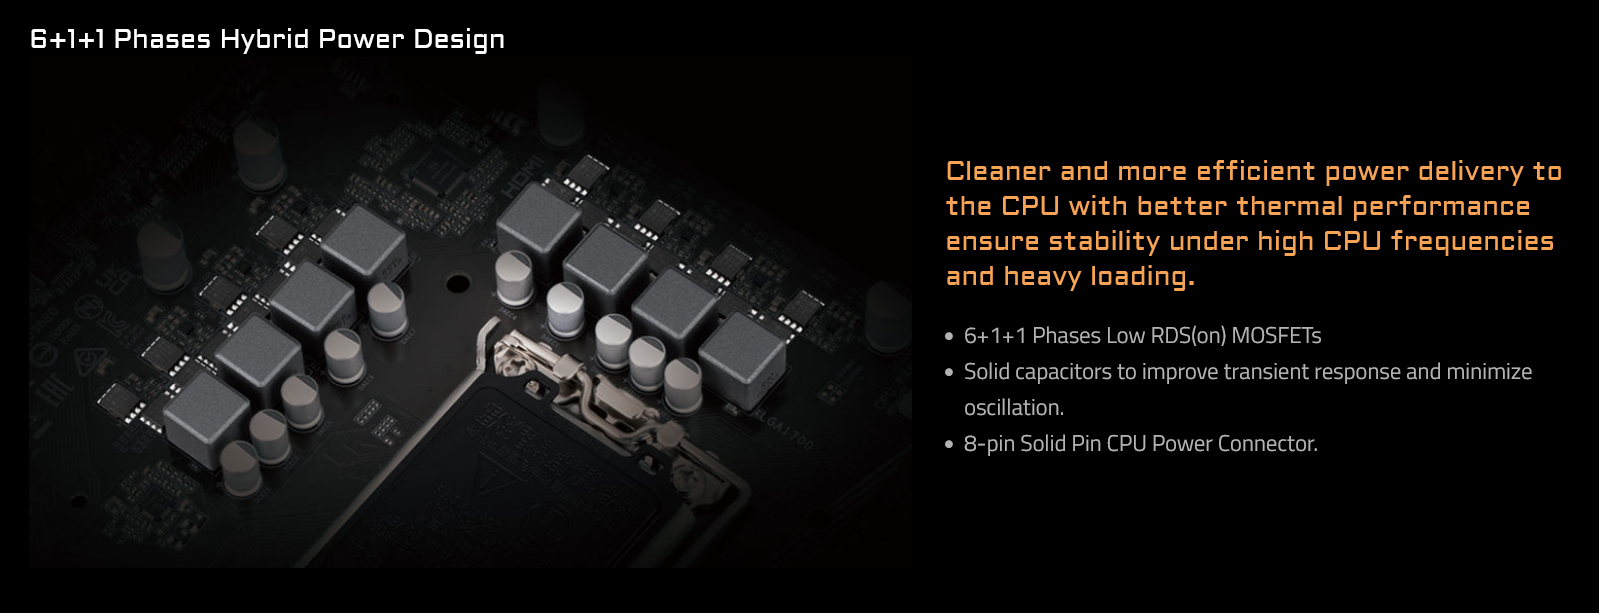 6+1+1 Phases Hybrid Power Design
Cleaner and more efficient power delivery to
the CPU with better thermal performance
ensure stability under high CPU frequencies
and heavy loading.
• 6+1+1 Phases Low RDS(on) MOSFETs
• Solid capacitors to improve transient response and minimize
oscillation.
• 8-pin Solid Pin CPU Power Connector.
HDMI
LGA1700